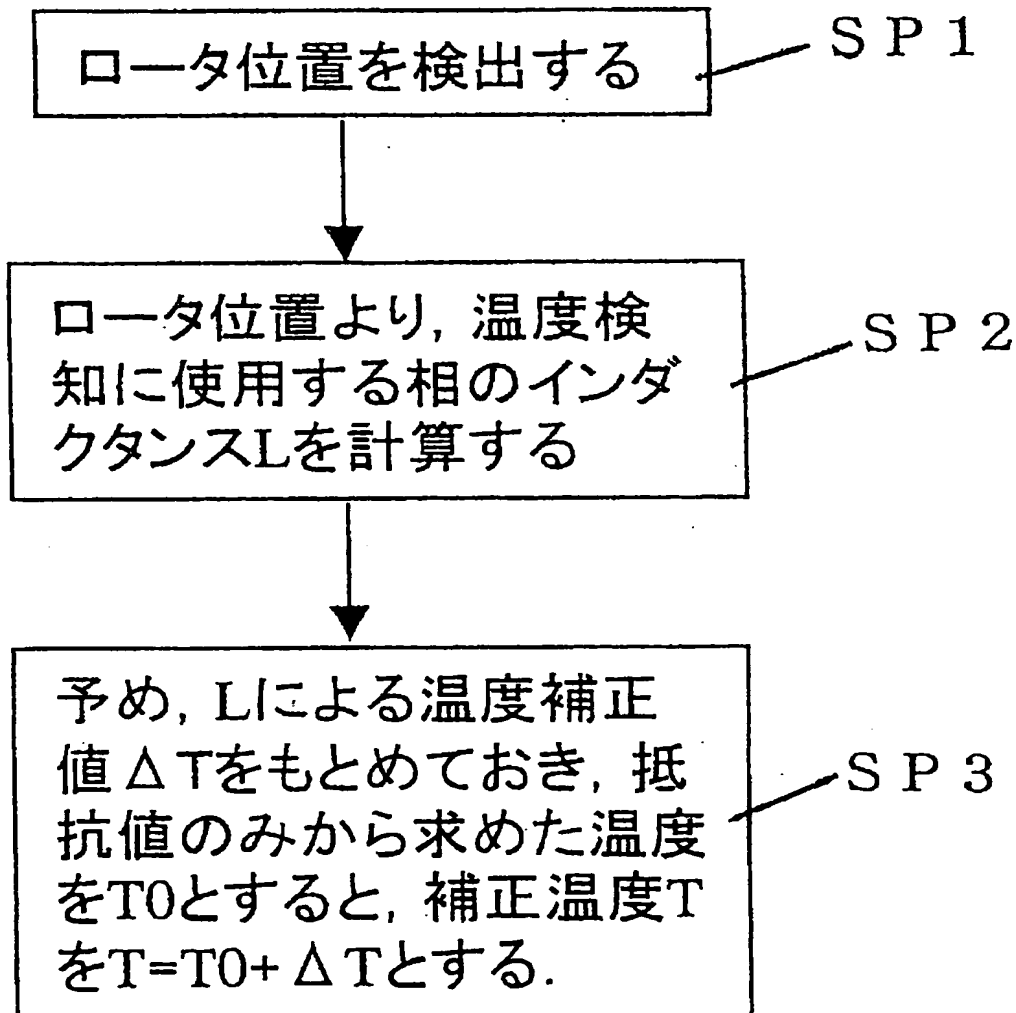 ロータ位置を検出する
SP1
ロータ位置より, 温度検
知に使用する相のインダ
クタンスLを計算する
SP2
予め, Lによる温度補正
値ΔTをもとめておき, 抵
抗値のみから求めた温度
をT0とすると, 補正温度T
をT=T0+ΔTとする.
SP3